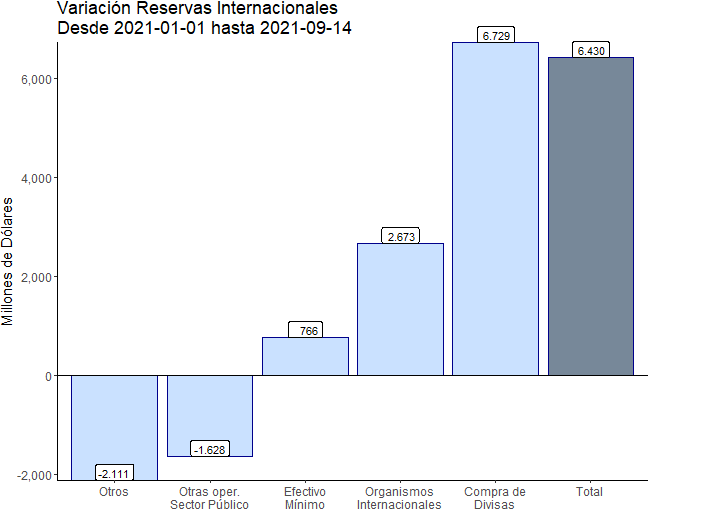 Variación Reservas Internacionales
Desde 2021-01-01 hasta 2021-09-14
Millones de Dólares
6,000
4,000
2,000
0
-2,000
-2.111
-1.628
766
2.673
6.729
6.430
Otros
Otras oper.
Sector Público
Efectivo
Mínimo
Organismos
Internacionales
Compra de
Divisas
Total